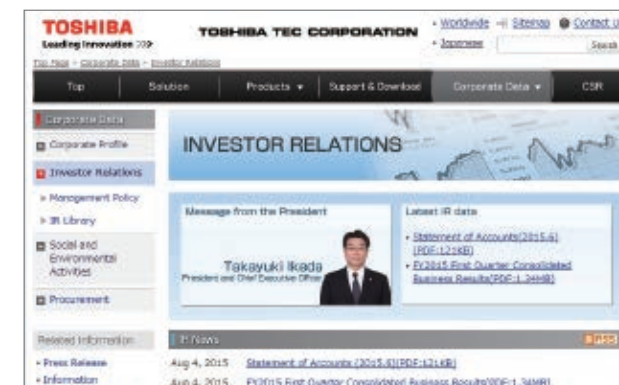 TOSHIBA
Leading Innovation >>>
TOSHIBA TEC CORPORATION
Worldwide
Sitemap
Contact U
Japanese
Search
Top Page > Corporate Data > Investor Relations
Top
Solution
Products
Support & Download
Corporate Data
CSR
Corporate Data
Corporate Profile
Investor Relations
Management Policy
IR Library
Social and
Environmental
Activities
Procurement
INVESTOR RELATIONS
Message from the President
Takayuki Ikeda
President and Chief Executive Officer
Latest IR data
Statement of Accounts(2015.6)
(PDF:121KB)
FY2015 First Quarter Consolidated
Business Results(PDF:1.34MB)
Related Information
Press Release
Information
IR News
RSS
Aug 4, 2015 Statement of Accounts (2015.6)(PDF:121KB)
Aug 4, 2015 FY2015 First Quarter Consolidated Business Results(PDF:1.34MB)